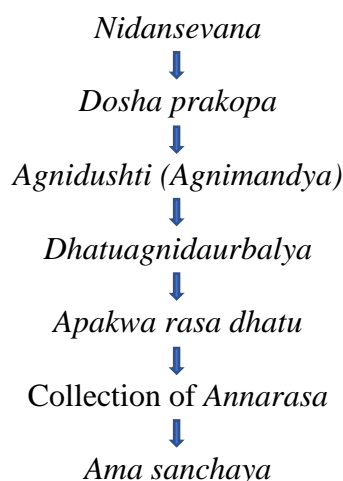 Nidansevana
Dosha prakopa
Agnidushti (Agnimandya)
Dhatuagnidaurbalya
Apakwa rasa dhatu
Collection of Annarasa
Ama sanchaya